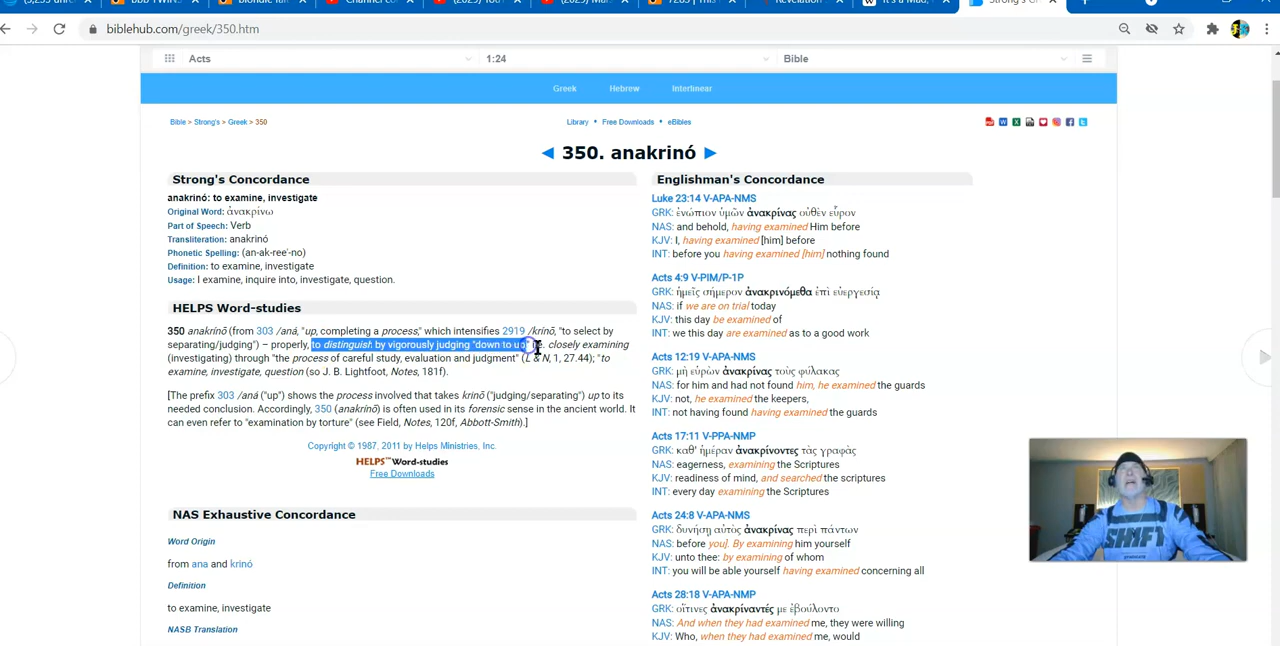 biblehub.com/greek/350.htm
Acts 1:24 Bible
Greek Hebrew Interlinear
Bible > Strong's > Greek > 350
Library • Free Downloads • eBibles
◄ 350. anakrinó ►
Strong's Concordance
anakrinó: to examine, investigate
Original Word: ἀνακρίνω
Part of Speech: Verb
Transliteration: anakrinó
Phonetic Spelling: (an-ak-ree'-no)
Definition: to examine, investigate
Usage: I examine, inquire into, investigate, question.
HELPS Word-studies
350 anakrínō (from 303 /aná, "up, completing a process," which intensifies 2919 /krínō, "to select by
separating/judging") – properly, to distinguish by vigorously judging "down to up," i.e. closely examining
(investigating) through "the process of careful study, evaluation and judgment" (L & N, 1, 27.44); "to
examine, investigate, question (so J. B. Lightfoot, Notes, 181f).
[The prefix 303 /aná ("up") shows the process involved that takes krinō ("judging/separating") up to its
needed conclusion. Accordingly, 350 (anakrínō) is often used in its forensic sense in the ancient world. It
can even refer to "examination by torture" (see Field, Notes, 120f, Abbott-Smith).]
Copyright © 1987, 2011 by Helps Ministries, Inc.
HELPS™ Word-studies
Free Downloads
NAS Exhaustive Concordance
Word Origin
from ana and krinó
Definition
to examine, investigate
NASB Translation
Englishman's Concordance
Luke 23:14 V-APA-NMS
GRK: ἐνώπιον ὑμῶν ἀνακρίνας οὐθὲν εὗρον
NAS: and behold, having examined Him before
KJV: I, having examined [him] before
INT: before you having examined [him] nothing found
Acts 4:9 V-PIM/P-1P
GRK: ἡμεῖς σήμερον ἀνακρινόμεθα ἐπὶ εὐεργεσίᾳ
NAS: if we are on trial today
KJV: this day be examined of
INT: we this day are examined as to a good work
Acts 12:19 V-APA-NMS
GRK: μὴ εὑρὼν ἀνακρίνας τοὺς φύλακας
NAS: for him and had not found him, he examined the guards
KJV: not, he examined the keepers,
INT: not having found having examined the guards
Acts 17:11 V-PPA-NMP
GRK: καθ' ἡμέραν ἀνακρίνοντες τὰς γραφὰς
NAS: eagerness, examining the Scriptures
KJV: readiness of mind, and searched the scriptures
INT: every day examining the Scriptures
Acts 24:8 V-APA-NMS
GRK: δυνήσῃ αὐτὸς ἀνακρίνας περὶ πάντων
NAS: before you]. By examining him yourself
KJV: unto thee: by examining of whom
INT: you will be able yourself having examined concerning all
Acts 28:18 V-APA-NMP
GRK: οἵτινες ἀνακρίναντές με ἐβούλοντο
NAS: And when they had examined me, they were willing
KJV: Who, when they had examined me, would